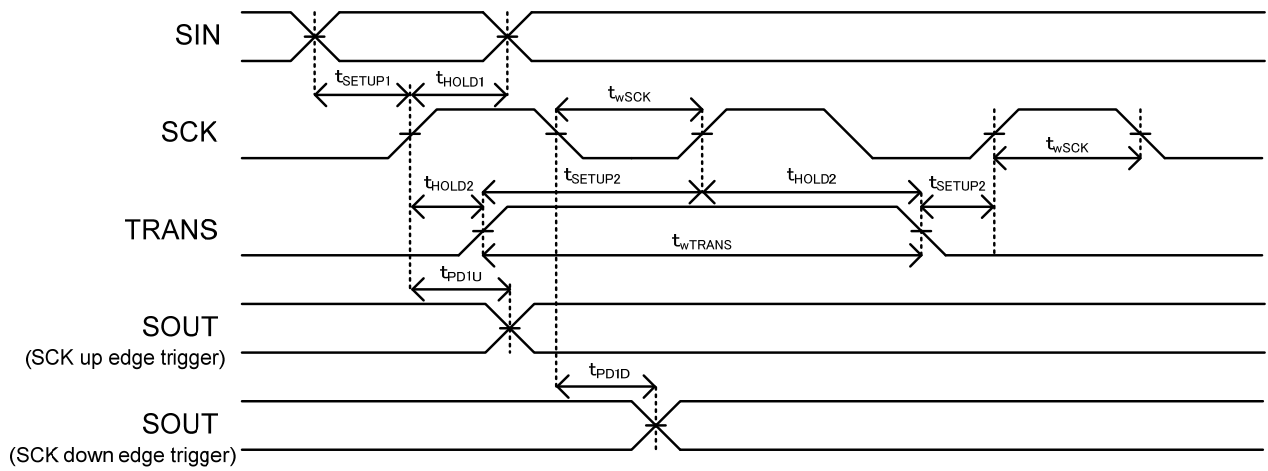 SIN
tSETUP1
tHOLD1
SCK
twSCK
twSCK
tHOLD2
tSETUP2
tHOLD2
tSETUP2
TRANS
twTRANS
tPD1U
SOUT
(SCK up edge trigger)
tPD1D
SOUT
(SCK down edge trigger)